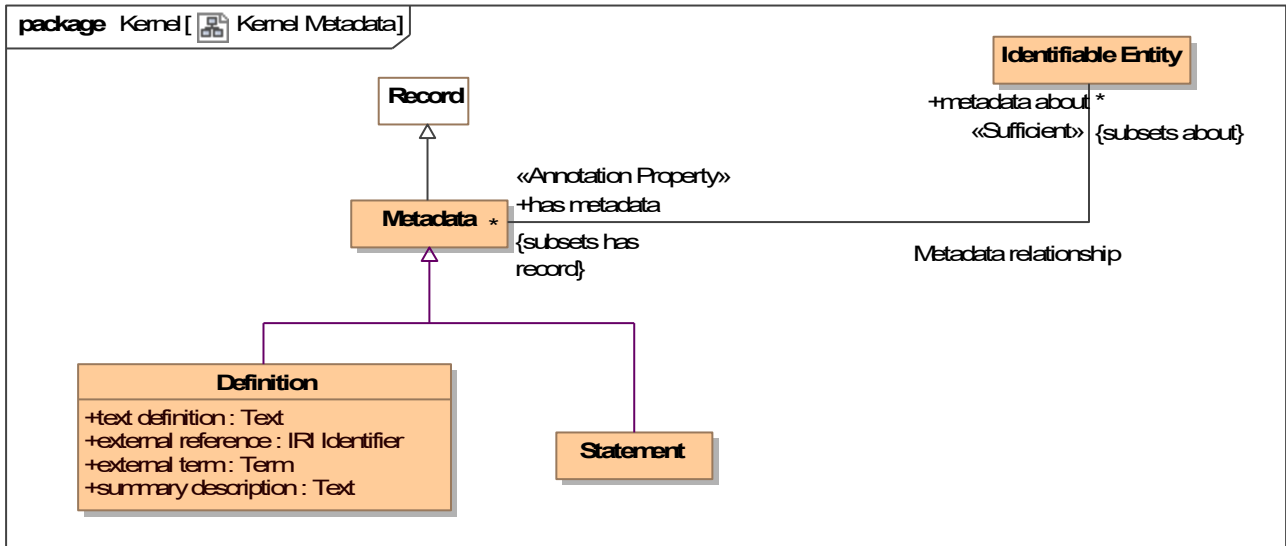 package Kernel [ Kernel Metadata]
Identifiable Entity
Record
+metadata about *
«Sufficient» {subsets about}
«Annotation Property»
+has metadata
Metadata *
{subsets has
record}
Metadata relationship
Definition
+text definition : Text
+external reference : IRI Identifier
+external term : Term
+summary description : Text
Statement